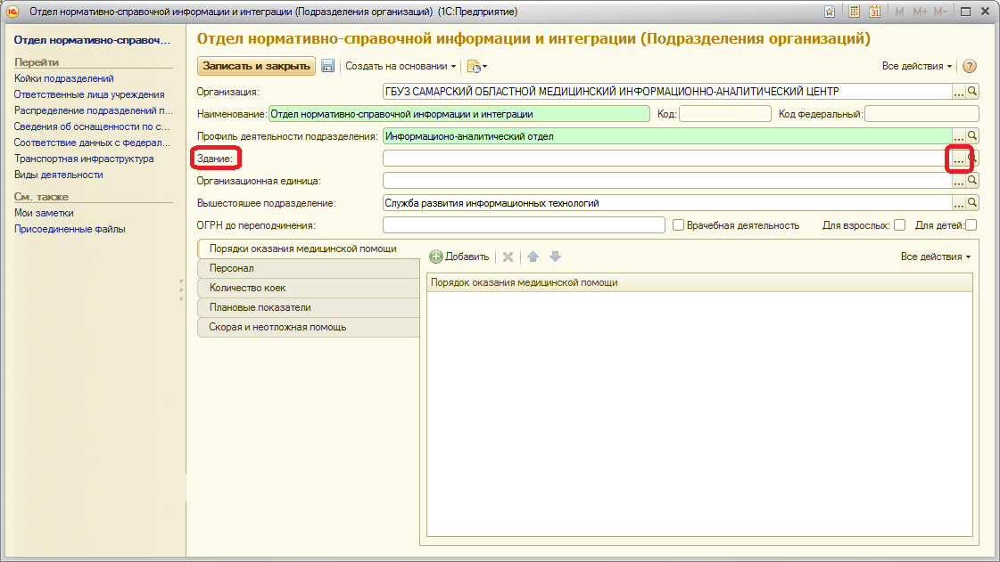 Отдел нормативно-справочной информации и интеграции (Подразделения организаций) (1С:Предприятие)
M M+ M-
Отдел нормативно-справоч...
Перейти
Койки подразделений
Ответственные лица учреждения
Распределение подразделений п...
Сведения об оснащенности по с...
Соответствие данных с федерал...
Транспортная инфраструктура
Виды деятельности
См. также
Мои заметки
Присоединенные файлы
Отдел нормативно-справочной информации и интеграции (Подразделения организаций)
Записать и закрыть Создать на основании Все действия
Организация: ГБУЗ САМАРСКИЙ ОБЛАСТНОЙ МЕДИЦИНСКИЙ ИНФОРМАЦИОННО-АНАЛИТИЧЕСКИЙ ЦЕНТР ...
Наименование: Отдел нормативно-справочной информации и интеграции Код: Код федеральный:
Профиль деятельности подразделения: Информационо-аналитический отдел ...
Здание: ...
Организационная единица: ...
Вышестоящее подразделение: Служба развития информационных технологий ...
ОГРН до переподчинения: Врачебная деятельность Для взрослых: Для детей:
Порядки оказания медицинской помощи
Персонал
Количество коек
Плановые показатели
Скорая и неотложная помощь
Добавить Все действия
Порядок оказания медицинской помощи